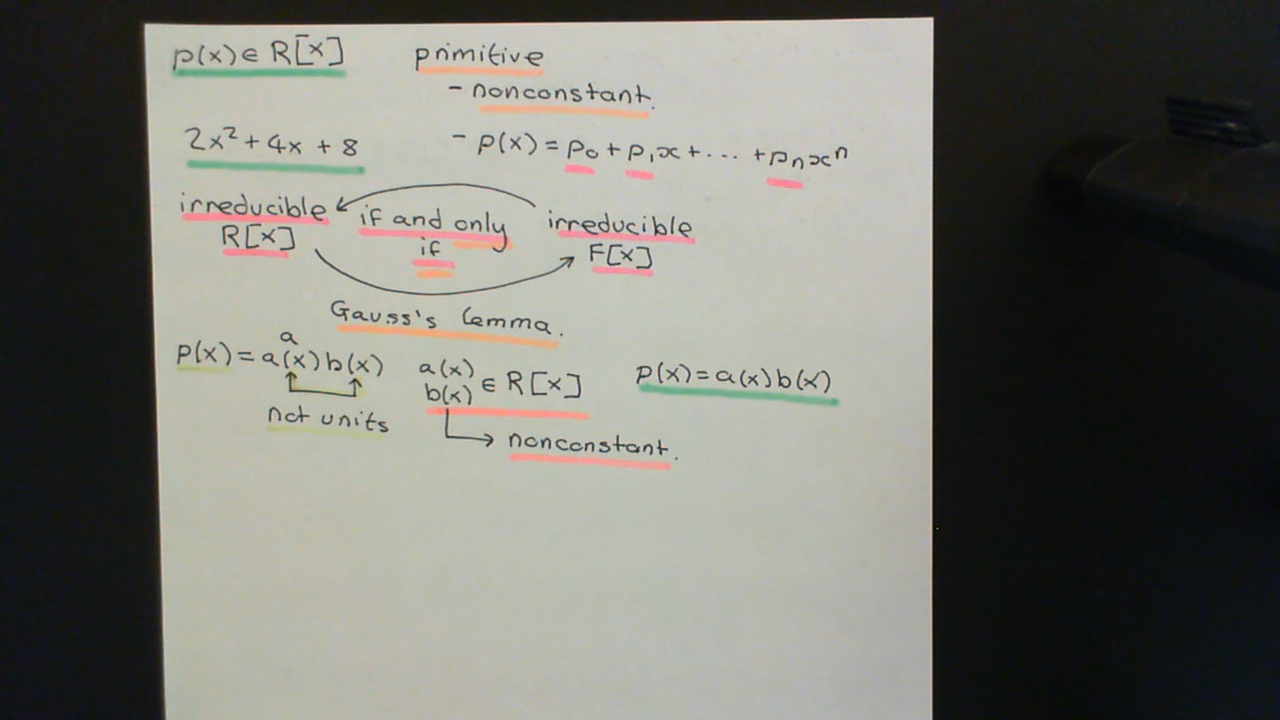 p(x) ∈ R[x] primitive
- nonconstant.
2x² + 4x + 8 - p(x) = p₀ + p₁x + ... + pₙxⁿ
irreducible if and only irreducible
R[x] if F[x]
Gauss's Lemma.
a
p(x) = a(x) b(x) a(x) b(x) ∈ R[x] p(x) = a(x) b(x)
not units
nonconstant.